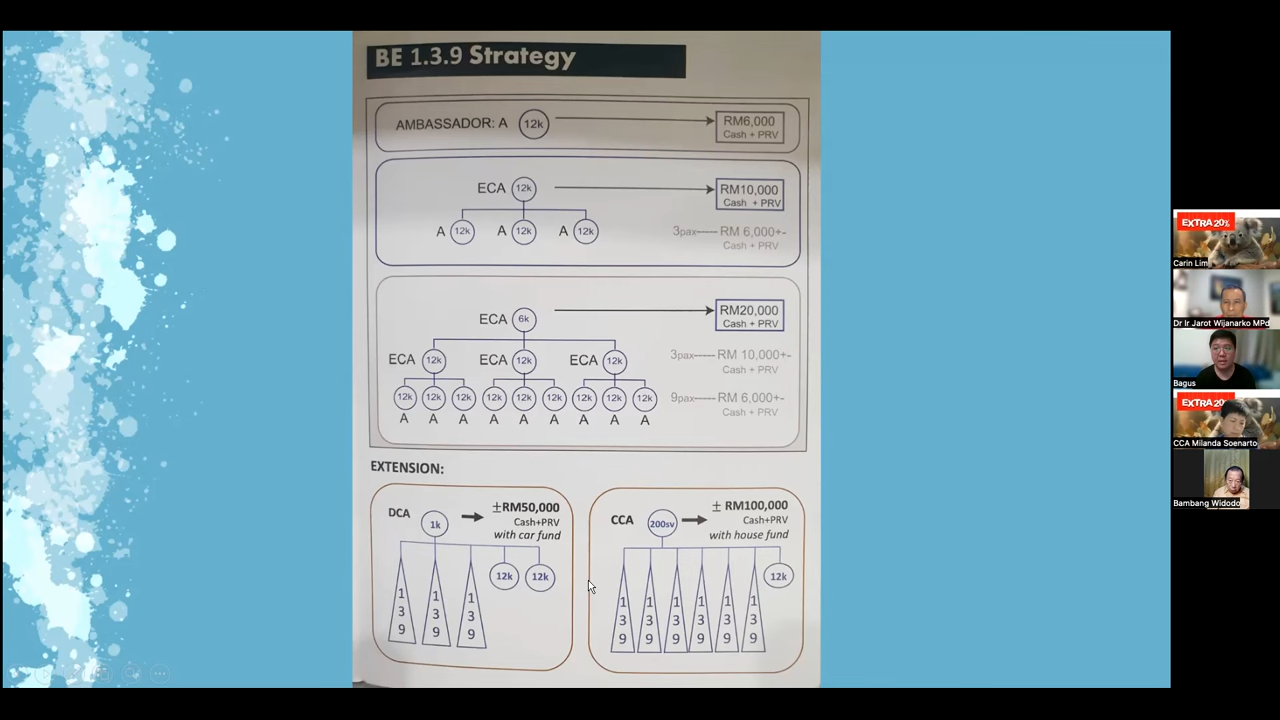 BE 1.3.9 Strategy
AMBASSADOR: A 12k RM6,000
Cash + PRV
ECA 12k RM10,000
Cash + PRV
A 12k A 12k A 12k 3pax----- RM 6,000+-
Cash + PRV
ECA 6k RM20,000
Cash + PRV
ECA 12k ECA 12k ECA 12k 3pax----- RM 10,000+-
Cash + PRV
12k 12k 12k 12k 12k 12k 12k 12k 12k 9pax----- RM 6,000+-
A A A A A A A A A Cash + PRV
EXTENSION:
DCA 1k ±RM50,000
Cash+PRV
with car fund
12k 12k
1 1 1
3 3 3
9 9 9
CCA 200sv ± RM100,000
Cash+PRV
with house fund
12k
1 1 1 1 1 1
3 3 3 3 3 3
9 9 9 9 9 9
EXTRA 20%
Carin Lim
Dr Ir Jarot Wijanarko MPd
Bagus
EXTRA 20
CCA Milanda Soenarto
Bambang Widodo